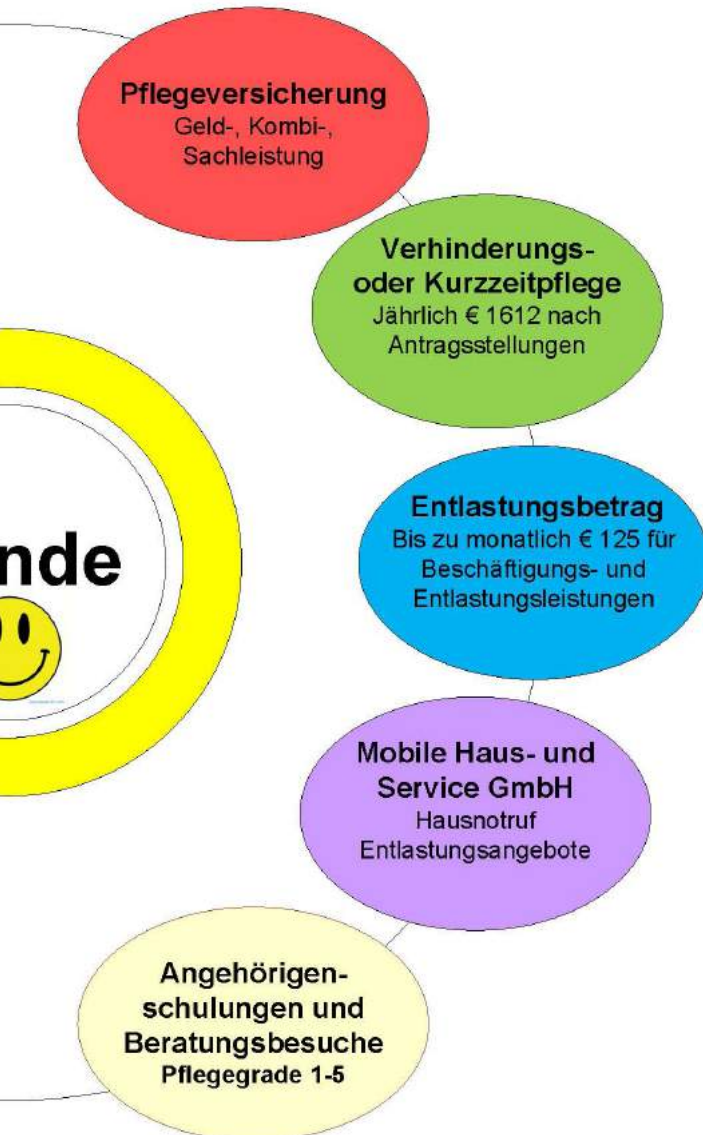 Pflegeversicherung
Geld-, Kombi-,
Sachleistung
Verhinderungs-
oder Kurzzeitpflege
Jährlich € 1612 nach
Antragsstellungen
nde
Entlastungsbetrag
Bis zu monatlich € 125 für
Beschäftigungs- und
Entlastungsleistungen
Mobile Haus- und
Service GmbH
Hausnotruf
Entlastungsangebote
Angehörigen-
schulungen und
Beratungsbesuche
Pflegegrade 1-5